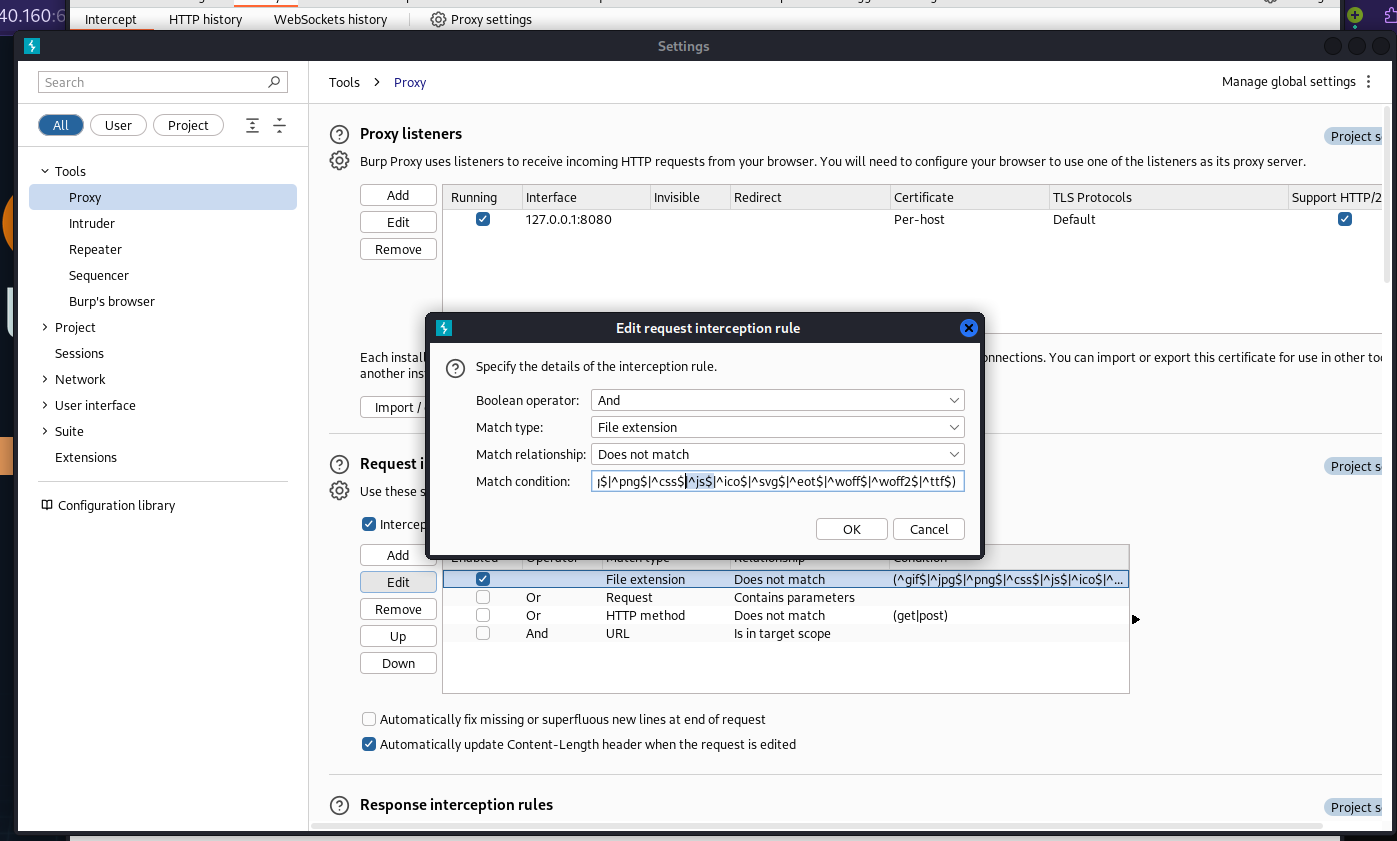 40.160:6
Intercept HTTP history WebSockets history Proxy settings
Settings
Search
Tools > Proxy
Manage global settings
All User Project
Tools
Proxy
Intruder
Repeater
Sequencer
Burp's browser
Project
Sessions
Network
User interface
Suite
Extensions
Configuration library
Proxy listeners
Project s
Burp Proxy uses listeners to receive incoming HTTP requests from your browser. You will need to configure your browser to use one of the listeners as its proxy server.
Add
Edit
Remove
Running Interface Invisible Redirect Certificate TLS Protocols Support HTTP/2
127.0.0.1:8080 Per-host Default
Each install
onnections. You can import or export this certificate for use in other too
another ins
Import /
Edit request interception rule
Specify the details of the interception rule.
Boolean operator: And
Match type: File extension
Match relationship: Does not match
Match condition: g$|^png$|^css$|^js$|^ico$|^svg$|^eot$|^woff$|^woff2$|^ttf$)
OK Cancel
Request i
Project s
Use these s
Intercep
Add
Edit
Remove
Up
Down
Enabled Operator Match type Relationship Condition
File extension Does not match (^gif$|^jpg$|^png$|^css$|^js$|^ico$|^...
Or Request Contains parameters
Or HTTP method Does not match (get|post)
And URL Is in target scope
Automatically fix missing or superfluous new lines at end of request
Automatically update Content-Length header when the request is edited
Response interception rules
Project s